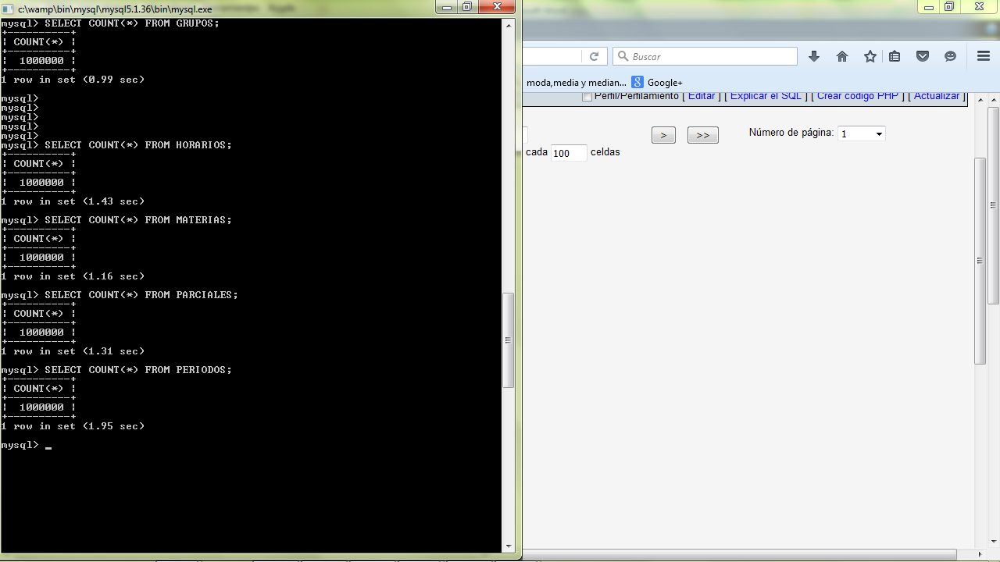 c:\wamp\bin\mysql\mysql5.1.36\bin\mysql.exe
mysql> SELECT COUNT(*) FROM GRUPOS;
+----------+
| COUNT(*) |
+----------+
|  1000000 |
+----------+
1 row in set (0.99 sec)
mysql>
mysql>
mysql>
mysql>
mysql>
mysql> SELECT COUNT(*) FROM HORARIOS;
+----------+
| COUNT(*) |
+----------+
|  1000000 |
+----------+
1 row in set (1.43 sec)
mysql> SELECT COUNT(*) FROM MATERIAS;
+----------+
| COUNT(*) |
+----------+
|  1000000 |
+----------+
1 row in set (1.16 sec)
mysql> SELECT COUNT(*) FROM PARCIALES;
+----------+
| COUNT(*) |
+----------+
|  1000000 |
+----------+
1 row in set (1.31 sec)
mysql> SELECT COUNT(*) FROM PERIODOS;
+----------+
| COUNT(*) |
+----------+
|  1000000 |
+----------+
1 row in set (1.95 sec)
mysql> _
Buscar
moda,media y median... Google+
Perfil/Perfilamiento [ Editar ] [ Explicar el SQL ] [ Crear código PHP ] [ Actualizar ]
> >> Número de página: 1
cada 100 celdas